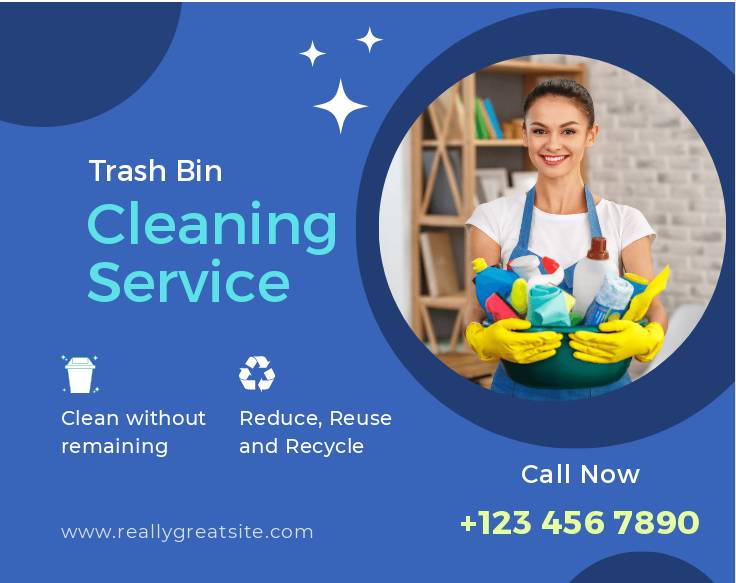 Trash Bin
Cleaning
Service
Clean without
remaining
Reduce, Reuse
and Recycle
Call Now
+123 456 7890
www.reallygreatsite.com